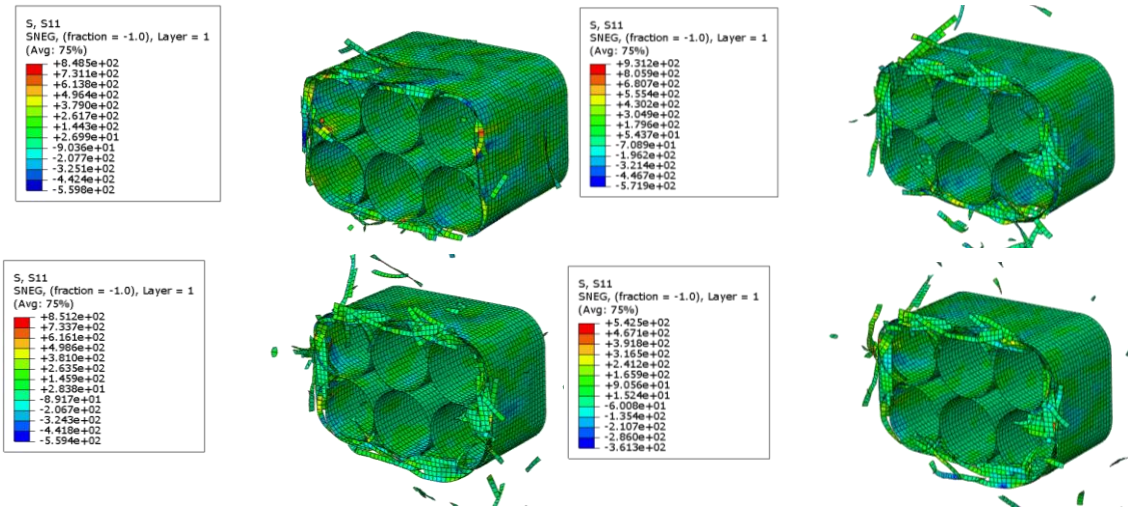 S, S11
SNEG, (fraction = -1.0), Layer = 1
(Avg: 75%)
+8.485e+02
+7.311e+02
+6.138e+02
+4.964e+02
+3.790e+02
+2.617e+02
+1.443e+02
+2.699e+01
-9.036e+01
-2.077e+02
-3.251e+02
-4.424e+02
-5.598e+02
S, S11
SNEG, (fraction = -1.0), Layer = 1
(Avg: 75%)
+9.312e+02
+8.059e+02
+6.807e+02
+5.554e+02
+4.302e+02
+3.049e+02
+1.796e+02
+5.437e+01
-7.089e+01
-1.962e+02
-3.214e+02
-4.467e+02
-5.719e+02
S, S11
SNEG, (fraction = -1.0), Layer = 1
(Avg: 75%)
+8.512e+02
+7.337e+02
+6.161e+02
+4.986e+02
+3.810e+02
+2.635e+02
+1.459e+02
+2.838e+01
-8.917e+01
-2.067e+02
-3.243e+02
-4.418e+02
-5.594e+02
S, S11
SNEG, (fraction = -1.0), Layer = 1
(Avg: 75%)
+5.425e+02
+4.671e+02
+3.918e+02
+3.165e+02
+2.412e+02
+1.659e+02
+9.056e+01
+1.524e+01
-6.008e+01
-1.354e+02
-2.107e+02
-2.860e+02
-3.613e+02